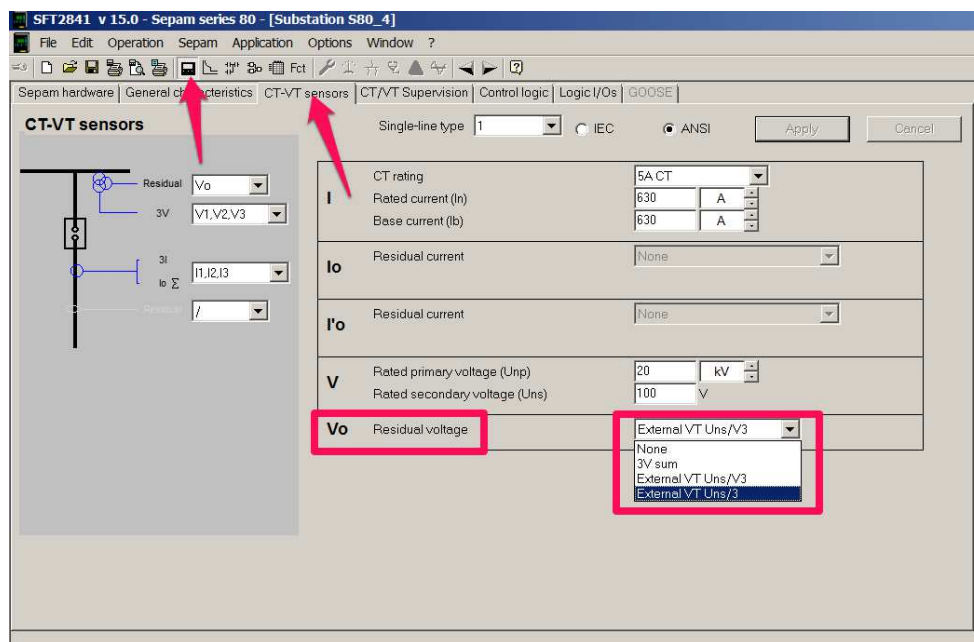 SFT2841 v 15.0 - Sepam series 80 - [Substation S80_4]
File Edit Operation Sepam Application Options Window ?
Fct
Sepam hardware General characteristics CT-VT sensors CT/VT Supervision Control logic Logic I/Os GOOSE
CT-VT sensors
Single-line type 1 IEC ANSI Apply Cancel
Residual Vo
3V V1,V2,V3
3I
Io Σ I1,I2,I3
Residual /
I
CT rating 5A CT
Rated current (In) 630 A
Base current (Ib) 630 A
Io Residual current None
I'o Residual current None
V
Rated primary voltage (Unp) 20 kV
Rated secondary voltage (Uns) 100 V
Vo Residual voltage External VT Uns/V3
None
3V sum
External VT Uns/V3
External VT Uns/3